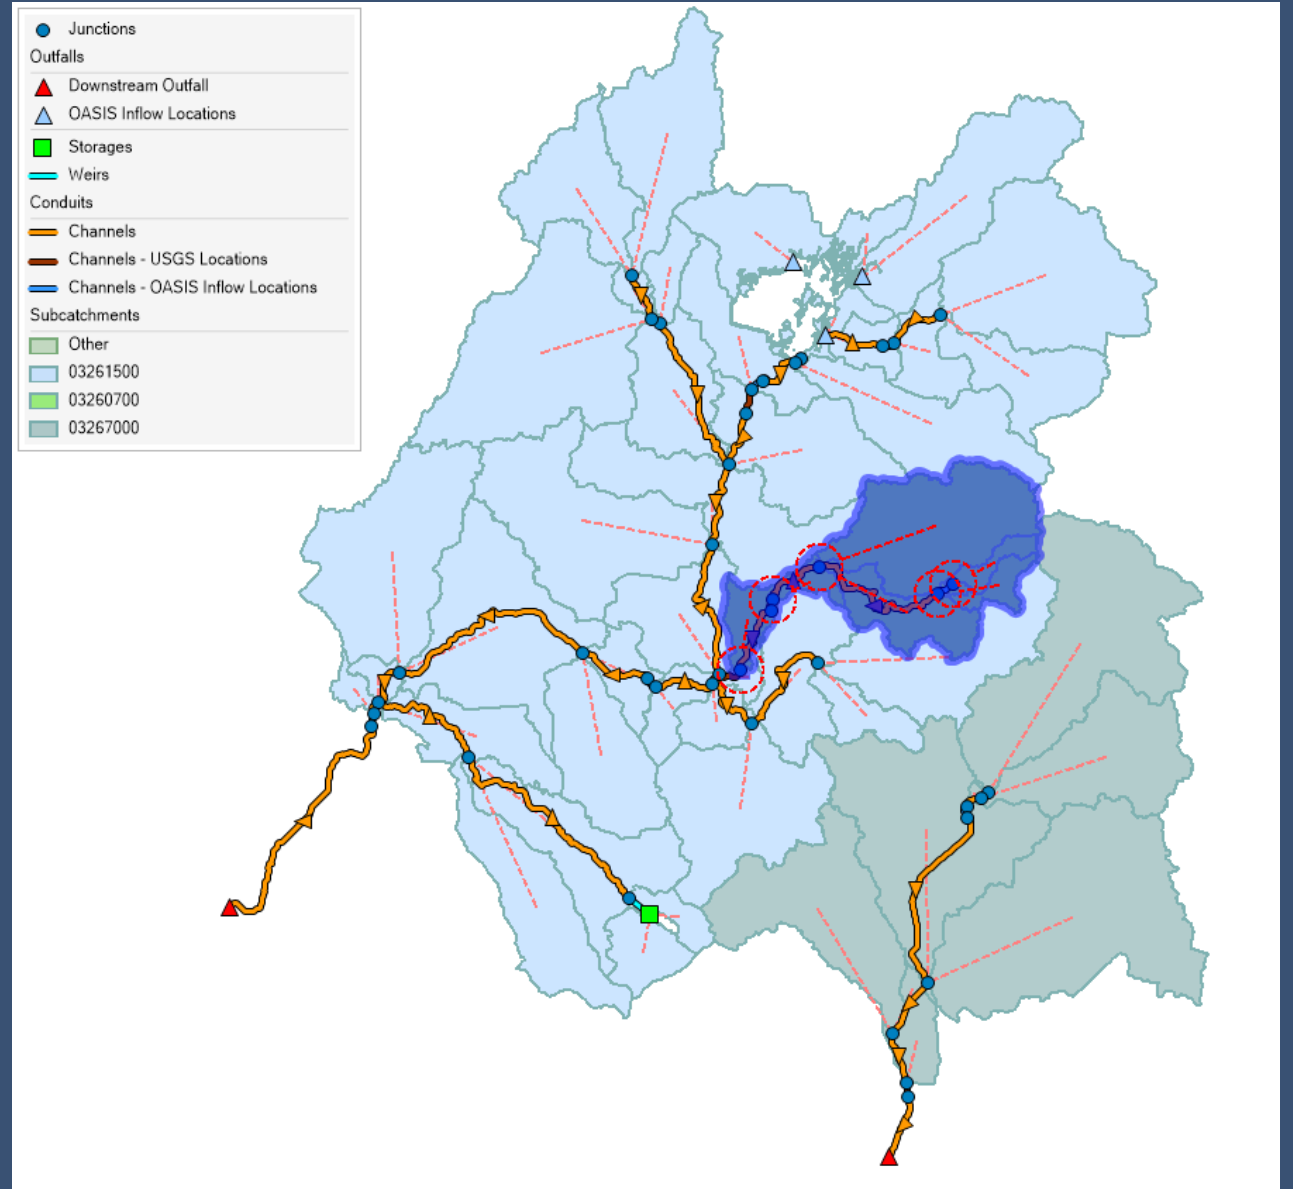 Junctions
Outfalls
Downstream Outfall
OASIS Inflow Locations
Storages
Weirs
Conduits
Channels
Channels - USGS Locations
Channels - OASIS Inflow Locations
Subcatchments
Other
03261500
03260700
03267000